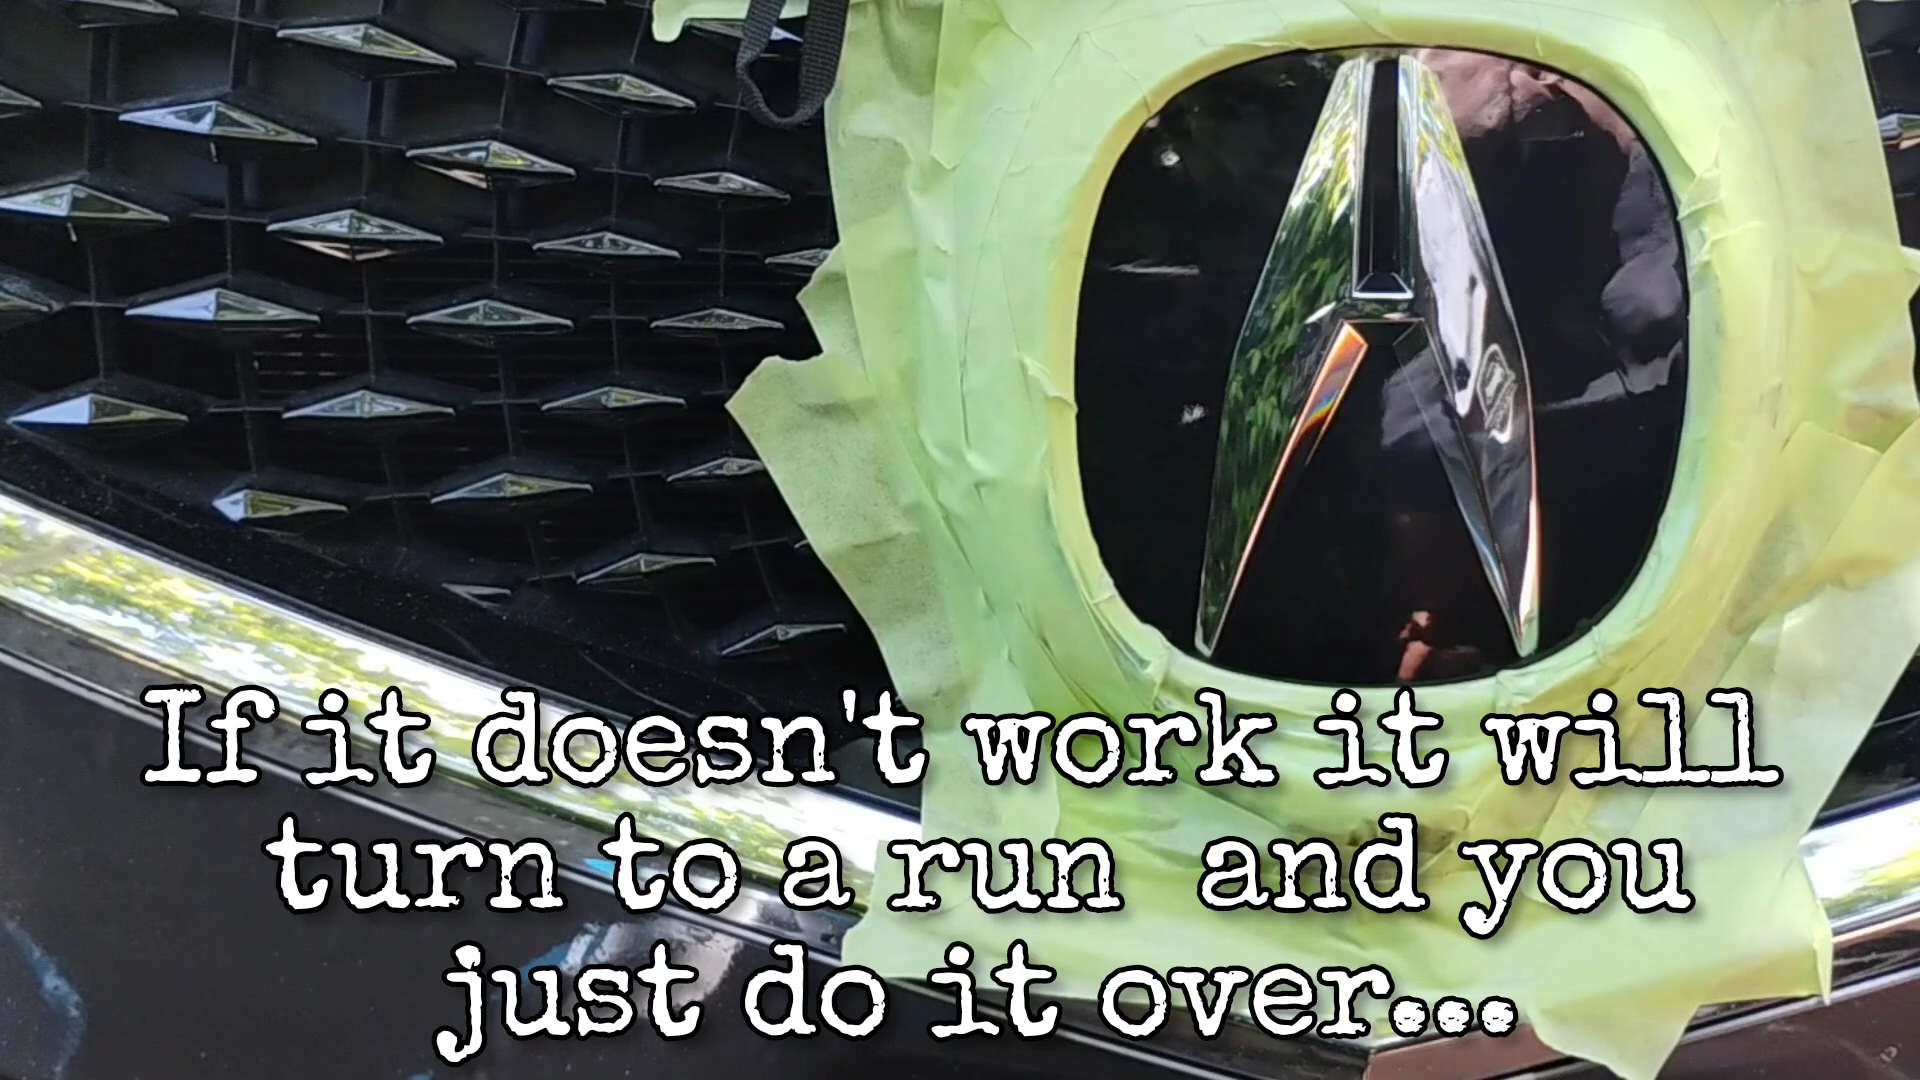 If it doesn't work it will
turn to a run  and you
just do it over...